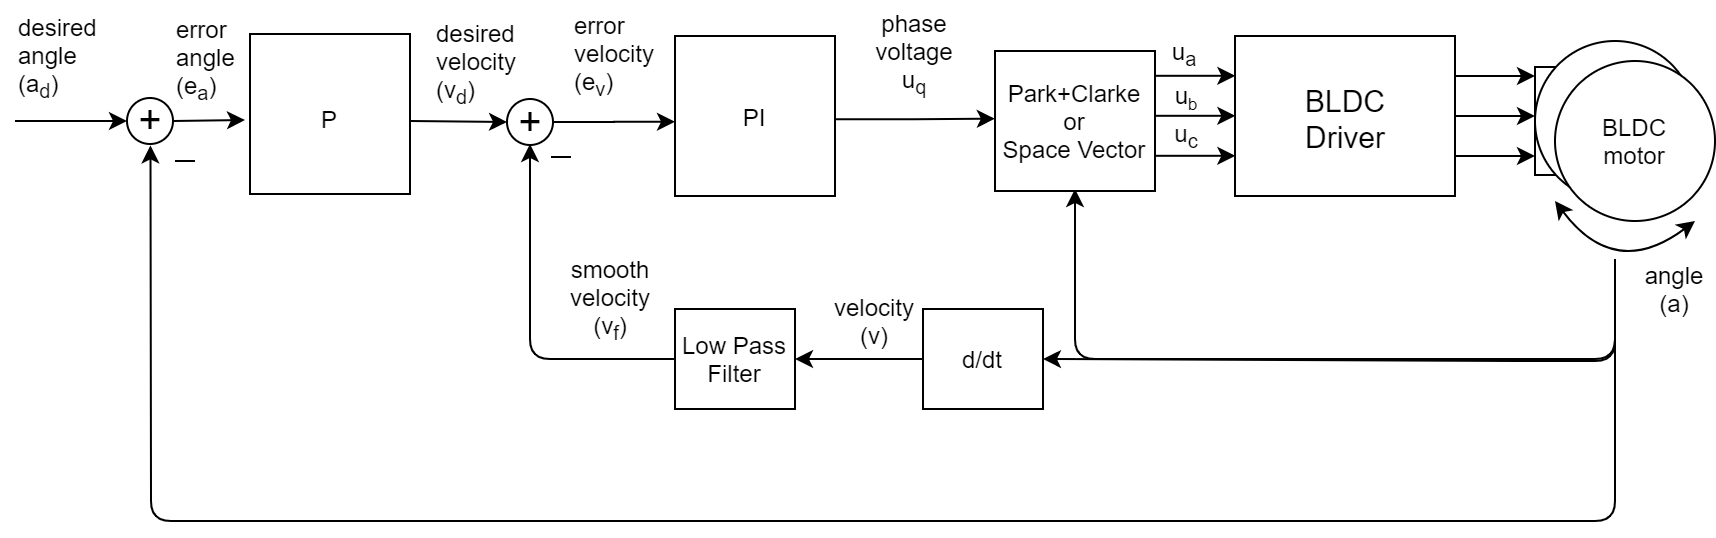 desired
angle
(a_d)
error
angle
(e_a)
desired
velocity
(v_d)
error
velocity
(e_v)
phase
voltage
u_q
+
−
P
+
−
PI
Park+Clarke
or
Space Vector
u_a
u_b
u_c
BLDC
Driver
BLDC
motor
angle
(a)
smooth
velocity
(v_f)
Low Pass
Filter
velocity
(v)
d/dt